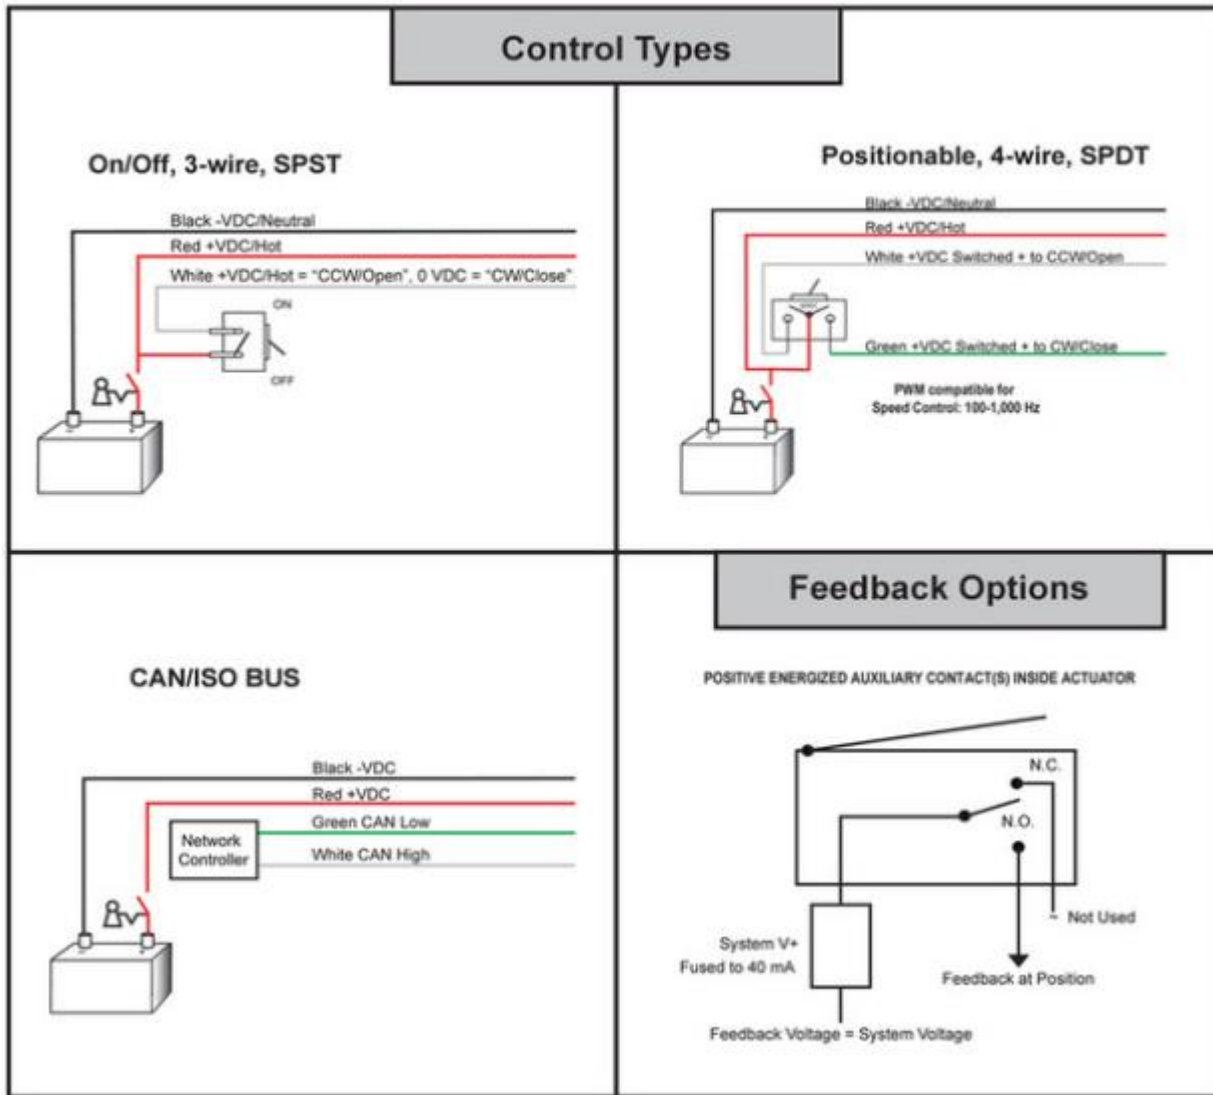 Control Types
On/Off, 3-wire, SPST
Black -VDC/Neutral
Red +VDC/Hot
White +VDC/Hot = “CCW/Open”, 0 VDC = “CW/Close”
ON
OFF
-
+
Positionable, 4-wire, SPDT
Black -VDC/Neutral
Red +VDC/Hot
White +VDC Switched + to CCW/Open
Green +VDC Switched + to CW/Close
PWM compatible for
Speed Control: 100-1,000 Hz
-
+
CAN/ISO BUS
Black -VDC
Red +VDC
Green CAN Low
White CAN High
Network
Controller
-
+
Feedback Options
POSITIVE ENERGIZED AUXILIARY CONTACT(S) INSIDE ACTUATOR
N.C.
N.O.
~ Not Used
System V+
Fused to 40 mA
Feedback at Position
Feedback Voltage = System Voltage